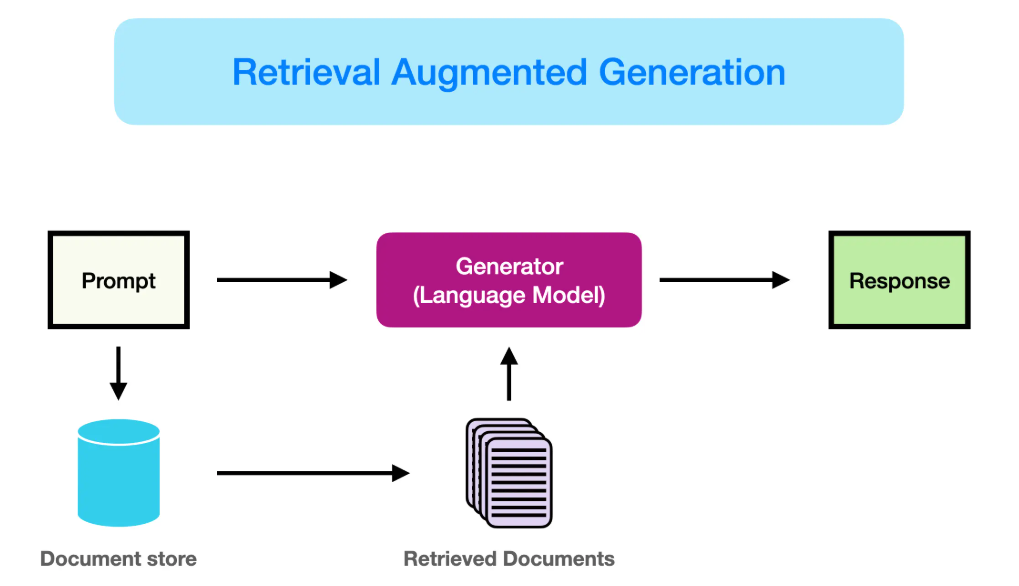 Retrieval Augmented Generation
Prompt
Generator
(Language Model)
Response
Document store
Retrieved Documents